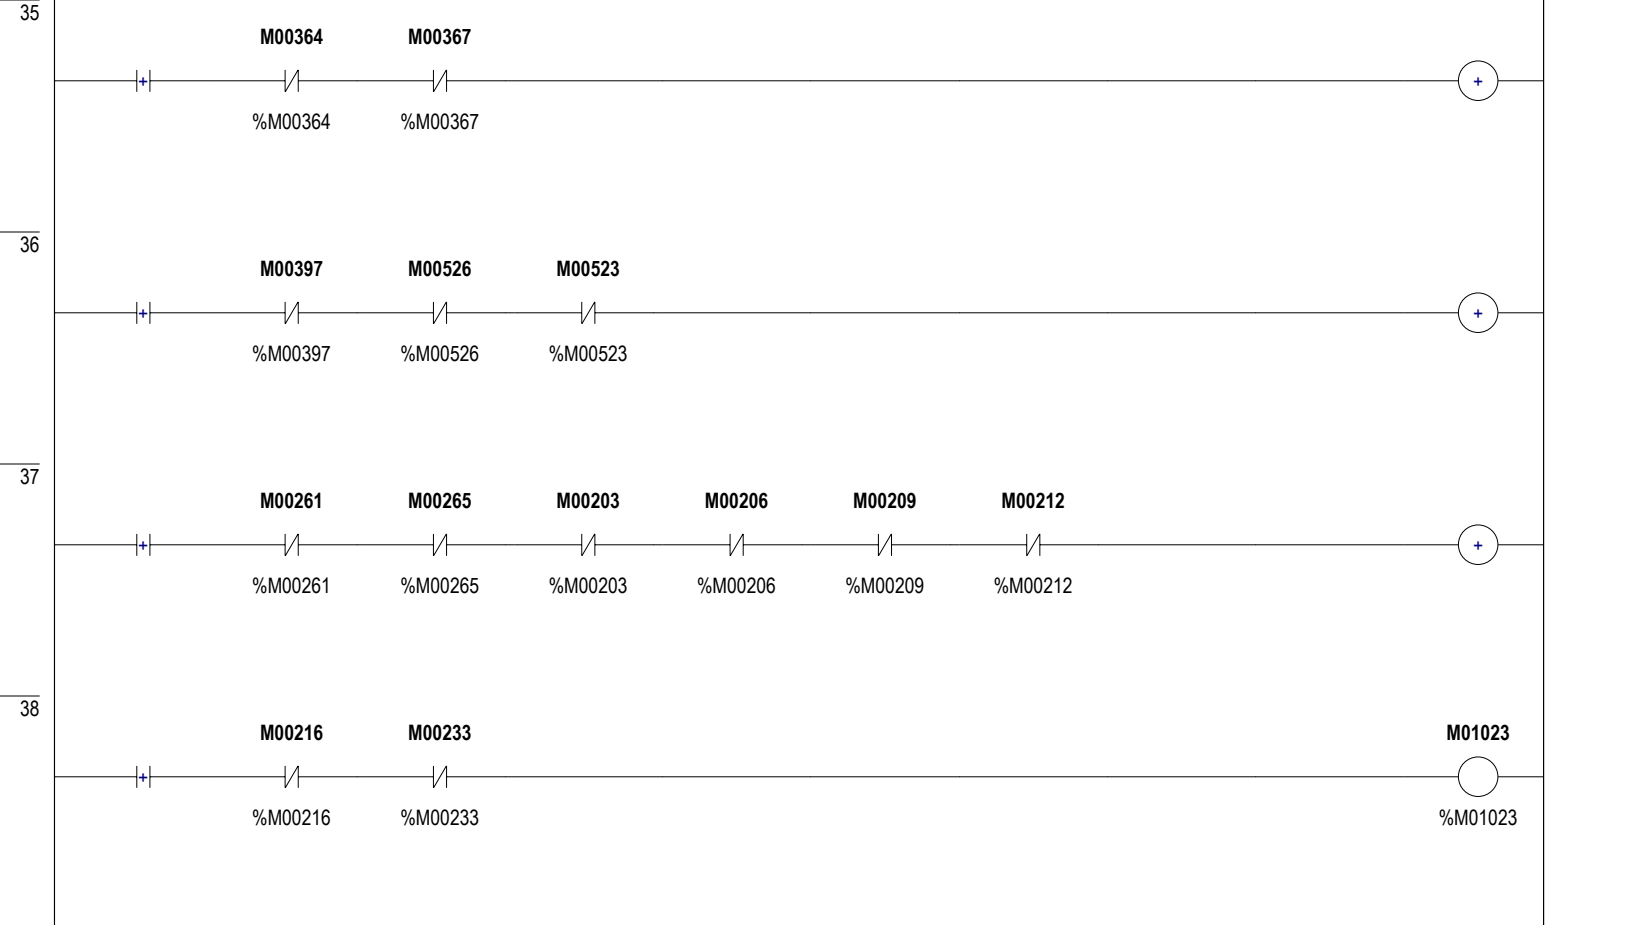 35
M00364 M00367
+ +
%M00364 %M00367
36
M00397 M00526 M00523
+ +
%M00397 %M00526 %M00523
37
M00261 M00265 M00203 M00206 M00209 M00212
+ +
%M00261 %M00265 %M00203 %M00206 %M00209 %M00212
38
M00216 M00233 M01023
+
%M00216 %M00233 %M01023